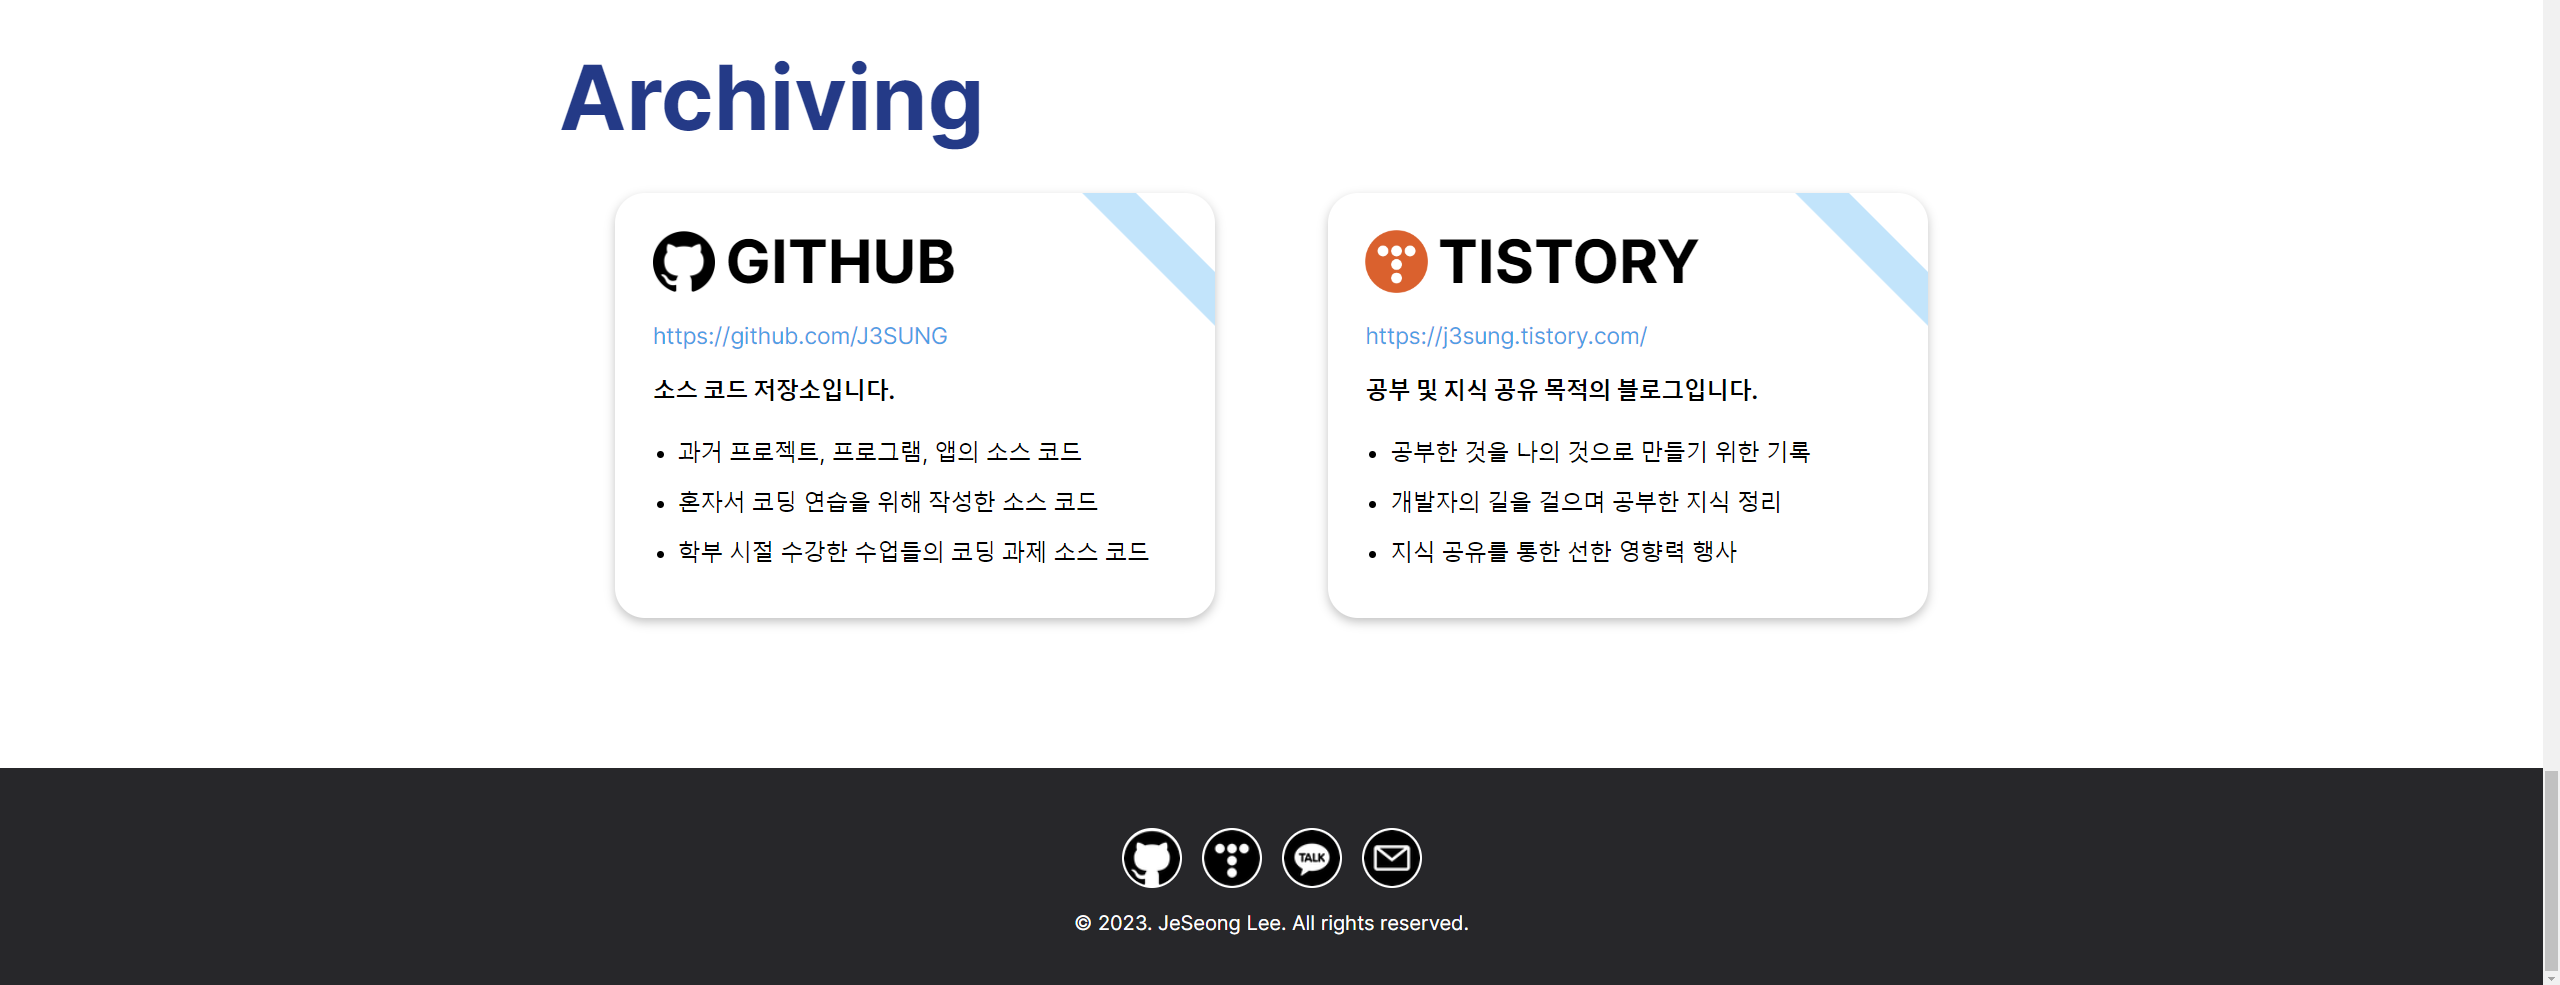 Archiving
GITHUB
https://github.com/J3SUNG
소스 코드 저장소입니다.
• 과거 프로젝트, 프로그램, 앱의 소스 코드
• 혼자서 코딩 연습을 위해 작성한 소스 코드
• 학부 시절 수강한 수업들의 코딩 과제 소스 코드
TISTORY
https://j3sung.tistory.com/
공부 및 지식 공유 목적의 블로그입니다.
• 공부한 것을 나의 것으로 만들기 위한 기록
• 개발자의 길을 걸으며 공부한 지식 정리
• 지식 공유를 통한 선한 영향력 행사
TALK
© 2023. JeSeong Lee. All rights reserved.